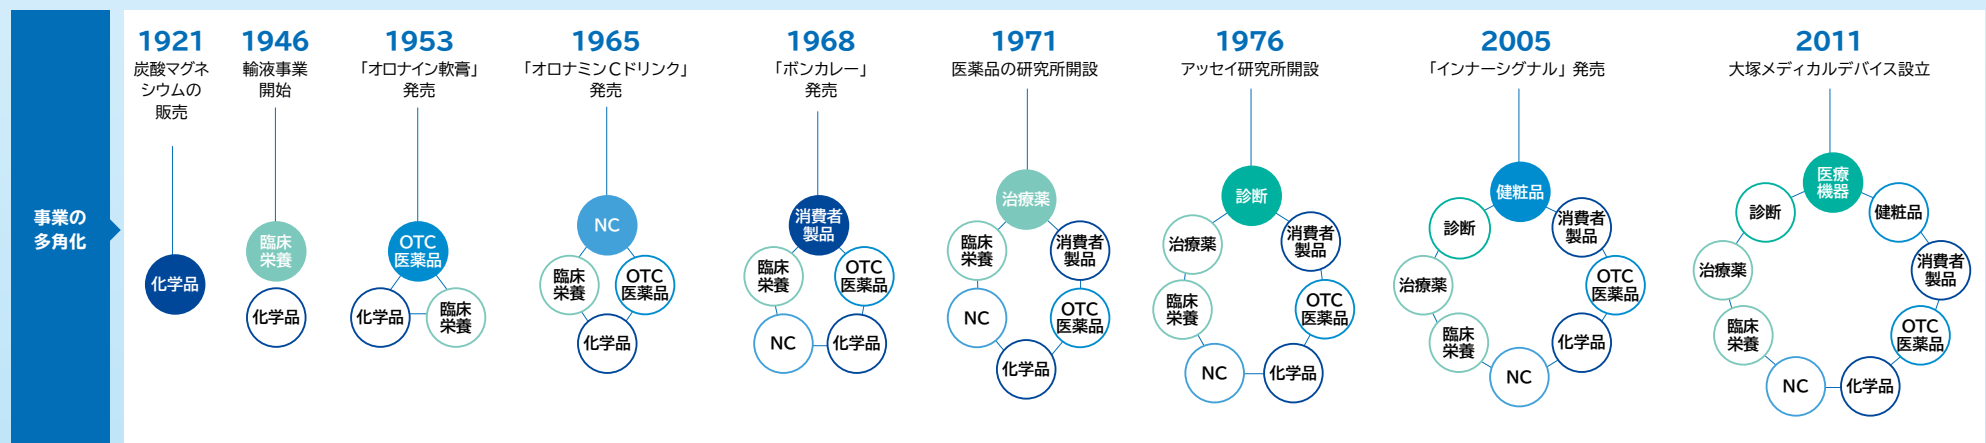 事業の
多角化
1921
炭酸マグネ
シウムの
販売
化学品
1946
輸液事業
開始
臨床
栄養
化学品
1953
「オロナイン軟膏」
発売
OTC
医薬品
化学品
臨床
栄養
1965
「オロナミンCドリンク」
発売
NC
臨床
栄養
OTC
医薬品
化学品
1968
「ボンカレー」
発売
消費者
製品
臨床
栄養
OTC
医薬品
NC
化学品
1971
医薬品の研究所開設
治療薬
臨床
栄養
消費者
製品
NC
OTC
医薬品
化学品
1976
アッセイ研究所開設
診断
治療薬
消費者
製品
臨床
栄養
OTC
医薬品
NC
化学品
2005
「インナーシグナル」発売
健粧品
診断
消費者
製品
治療薬
OTC
医薬品
臨床
栄養
化学品
NC
2011
大塚メディカルデバイス設立
医療
機器
診断
健粧品
治療薬
消費者
製品
臨床
栄養
OTC
医薬品
NC
化学品